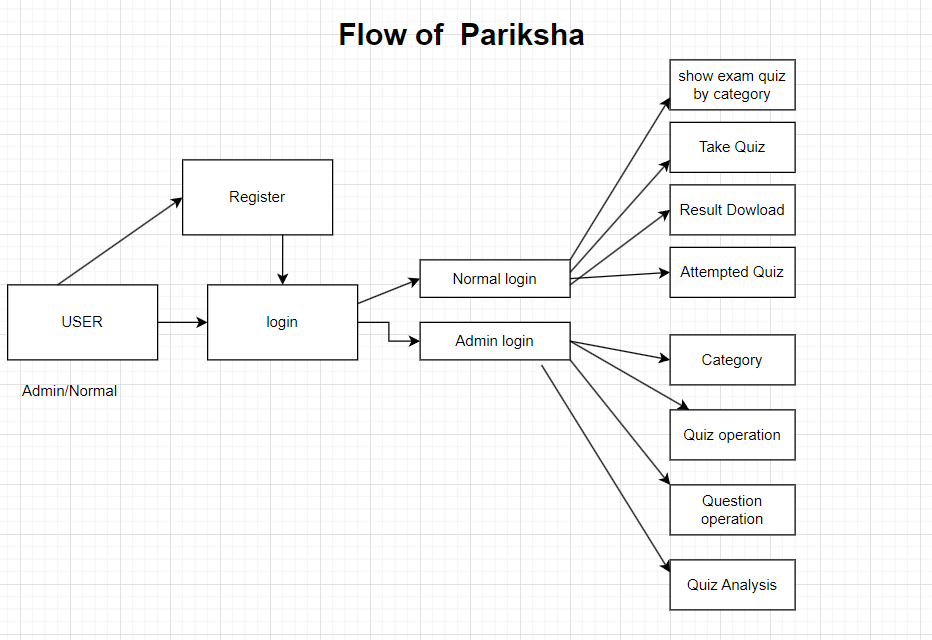 Flow of  Pariksha
show exam quiz
by category
Take Quiz
Register
Result Dowload
Normal login
Attempted Quiz
USER
login
Admin login
Category
Admin/Normal
Quiz operation
Question
operation
Quiz Analysis